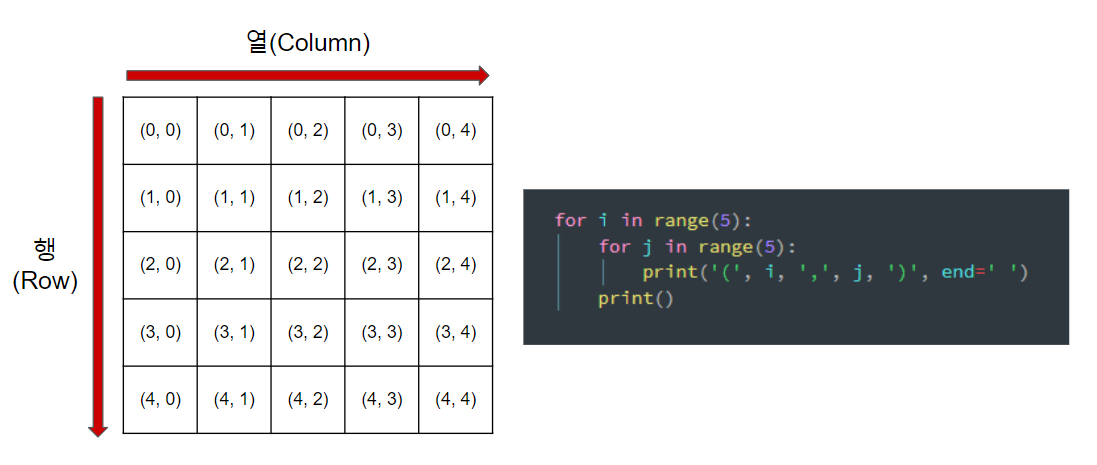 열(Column)
행
(Row)
(0, 0) (0, 1) (0, 2) (0, 3) (0, 4)
(1, 0) (1, 1) (1, 2) (1, 3) (1, 4)
(2, 0) (2, 1) (2, 2) (2, 3) (2, 4)
(3, 0) (3, 1) (3, 2) (3, 3) (3, 4)
(4, 0) (4, 1) (4, 2) (4, 3) (4, 4)
for i in range(5):
    for j in range(5):
        print('(', i, ',', j, ')', end=' ')
    print()